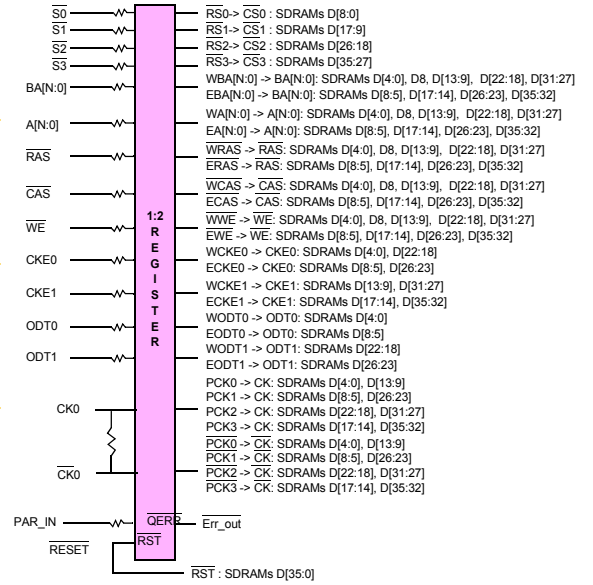 S0
S1
S2
S3
BA[N:0]
A[N:0]
RAS
CAS
WE
CKE0
CKE1
ODT0
ODT1
CK0
CK0
PAR_IN
RESET
1:2
R
E
G
I
S
T
E
R
QERR
RST
RS0-> CS0 : SDRAMs D[8:0]
RS1-> CS1 : SDRAMs D[17:9]
RS2-> CS2 : SDRAMs D[26:18]
RS3-> CS3 : SDRAMs D[35:27]
WBA[N:0] -> BA[N:0]: SDRAMs D[4:0], D8, D[13:9], D[22:18], D[31:27]
EBA[N:0] -> BA[N:0]: SDRAMs D[8:5], D[17:14], D[26:23], D[35:32]
WA[N:0] -> A[N:0]: SDRAMs D[4:0], D8, D[13:9], D[22:18], D[31:27]
EA[N:0] -> A[N:0]: SDRAMs D[8:5], D[17:14], D[26:23], D[35:32]
WRAS -> RAS: SDRAMs D[4:0], D8, D[13:9], D[22:18], D[31:27]
ERAS -> RAS: SDRAMs D[8:5], D[17:14], D[26:23], D[35:32]
WCAS -> CAS: SDRAMs D[4:0], D8, D[13:9], D[22:18], D[31:27]
ECAS -> CAS: SDRAMs D[8:5], D[17:14], D[26:23], D[35:32]
WWE -> WE: SDRAMs D[4:0], D8, D[13:9], D[22:18], D[31:27]
EWE -> WE: SDRAMs D[8:5], D[17:14], D[26:23], D[35:32]
WCKE0 -> CKE0: SDRAMs D[4:0], D[22:18]
ECKE0 -> CKE0: SDRAMs D[8:5], D[26:23]
WCKE1 -> CKE1: SDRAMs D[13:9], D[31:27]
ECKE1 -> CKE1: SDRAMs D[17:14], D[35:32]
WODT0 -> ODT0: SDRAMs D[4:0]
EODT0 -> ODT0: SDRAMs D[8:5]
WODT1 -> ODT1: SDRAMs D[22:18]
EODT1 -> ODT1: SDRAMs D[26:23]
PCK0 -> CK: SDRAMs D[4:0], D[13:9]
PCK1 -> CK: SDRAMs D[8:5], D[26:23]
PCK2 -> CK: SDRAMs D[22:18], D[31:27]
PCK3 -> CK: SDRAMs D[17:14], D[35:32]
PCK0 -> CK: SDRAMs D[4:0], D[13:9]
PCK1 -> CK: SDRAMs D[8:5], D[26:23]
PCK2 -> CK: SDRAMs D[22:18], D[31:27]
PCK3 -> CK: SDRAMs D[17:14], D[35:32]
Err_out
RST : SDRAMs D[35:0]